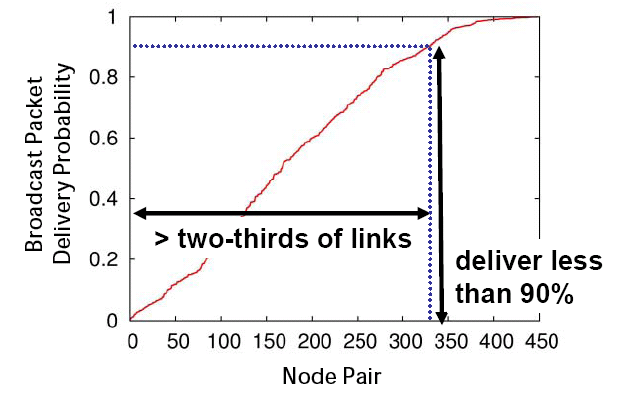 Broadcast Packet
Delivery Probability
1
0.8
0.6
0.4
0.2
0
> two-thirds of links
deliver less
than 90%
0 50 100 150 200 250 300 350 400 450
Node Pair